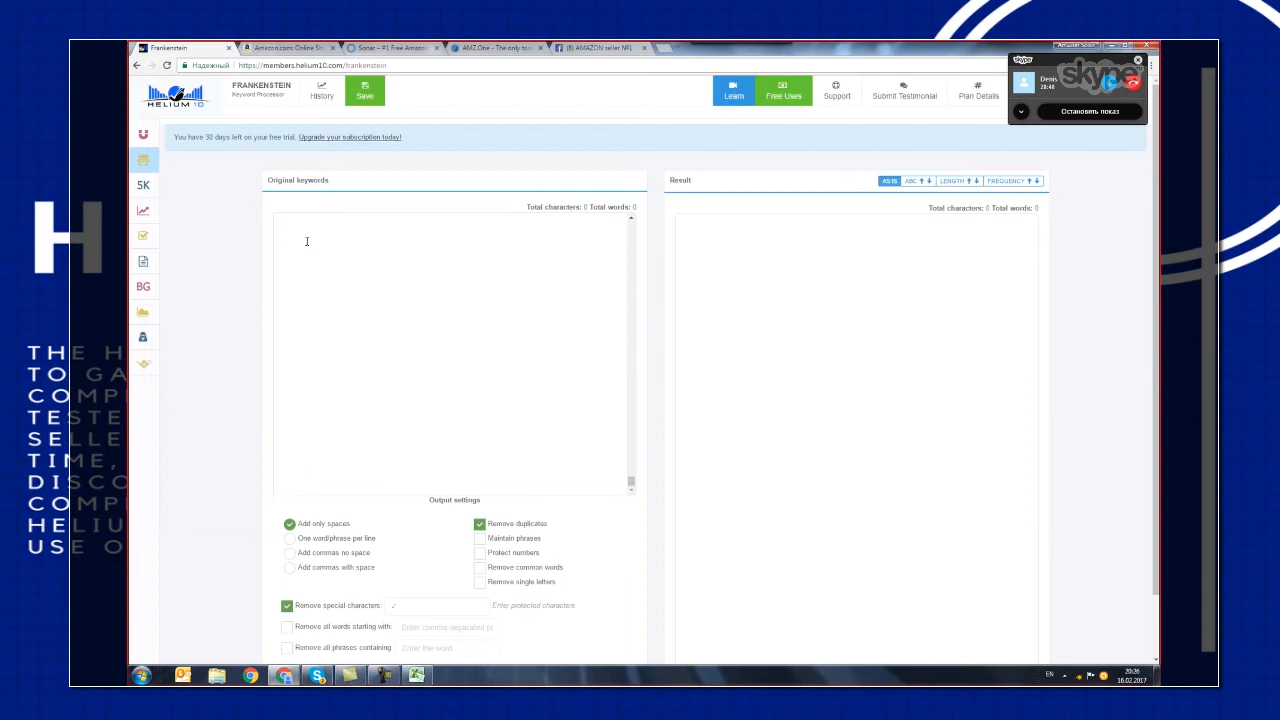 Frankenstein
Amazon.com: Online Sh
Sonar – #1 Free Amazon
AMZ.One - The only too
(8) AMAZON seller №1
Amazon Seller
Надежный
https://members.helium10.com/frankenstein
skype
skype
Denis
28:48
Остановить показ
HELIUM 10
FRANKENSTEIN
Keyword Processor
History
Save
Learn
Free Uses
Support
Submit Testimonial
Plan Details
You have 30 days left on your free trial. Upgrade your subscription today!
5K
BG
Original keywords
Total characters: 0 Total words: 0
Result
AS IS
ABC
LENGTH
FREQUENCY
Total characters: 0 Total words: 0
Output settings
Add only spaces
One word/phrase per line
Add commas no space
Add commas with space
Remove duplicates
Maintain phrases
Protect numbers
Remove common words
Remove single letters
Remove special characters:
Enter protected characters
Remove all words starting with:
Enter comma-separated pr
Remove all phrases containing:
Enter the word
EN
20:26
16.02.2017
H
THE H
TO GA
COMP
TESTE
SELLE
TIME,
DISCO
COMP
HELIU
USE O